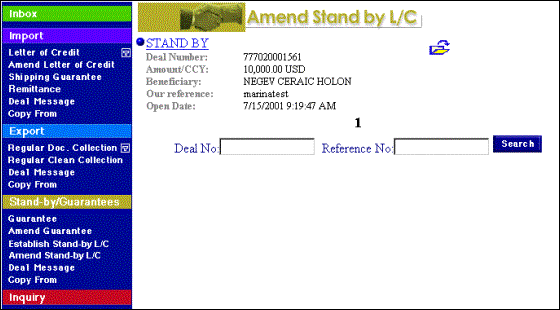 Inbox
Import
Letter of Credit
Amend Letter of Credit
Shipping Guarantee
Remittance
Deal Message
Copy From
Export
Regular Doc. Collection
Regular Clean Collection
Deal Message
Copy From
Stand-by/Guarantees
Guarantee
Amend Guarantee
Establish Stand-by L/C
Amend Stand-by L/C
Deal Message
Copy From
Inquiry
Amend Stand by L/C
STAND BY
Deal Number: 777020001561
Amount/CCY: 10,000.00 USD
Beneficiary: NEGEV CERAIC HOLON
Our reference: marinatest
Open Date: 7/15/2001 9:19:47 AM
1
Deal No: Reference No: Search